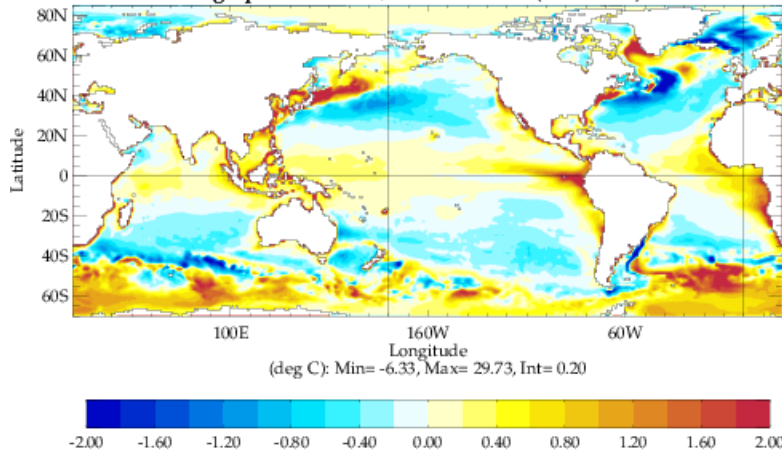 80N
60N
40N
20N
0
20S
40S
60S
Latitude
100E 160W 60W
Longitude
(deg C): Min= -6.33, Max= 29.73, Int= 0.20
-2.00 -1.60 -1.20 -0.80 -0.40 0.00 0.40 0.80 1.20 1.60 2.00